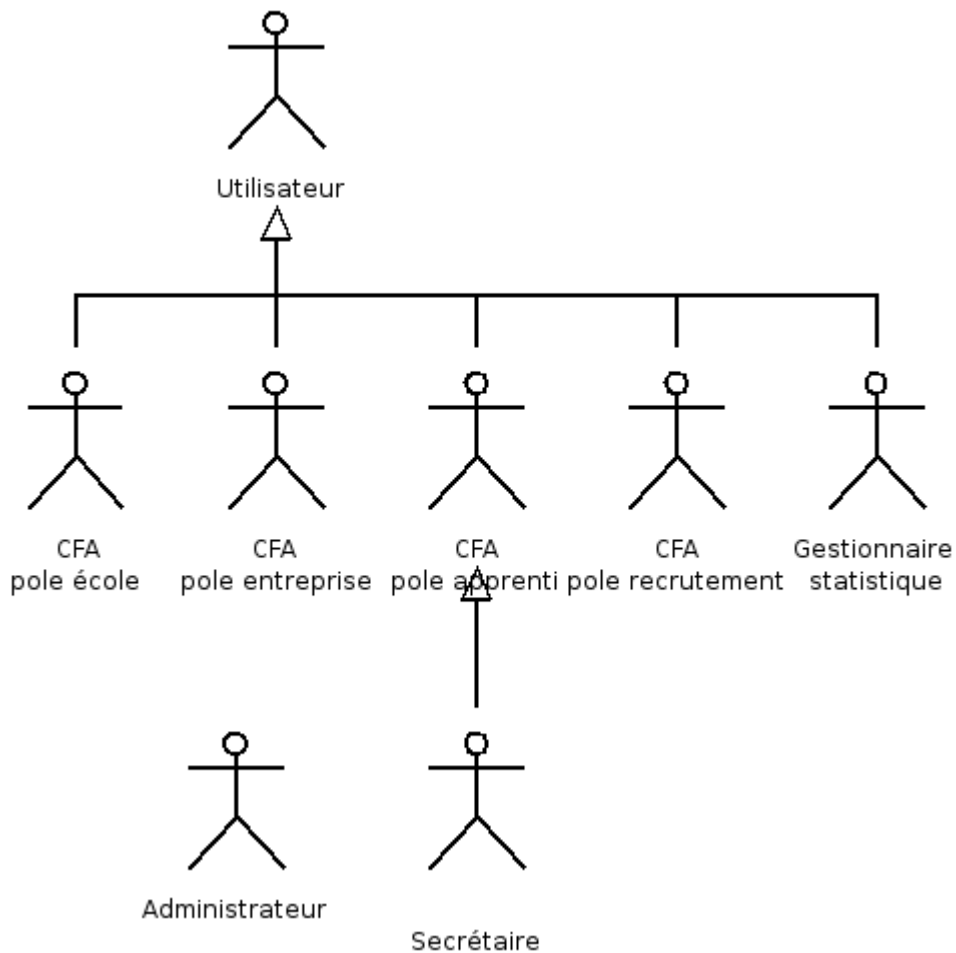 Utilisateur
CFA
pole école
CFA
pole entreprise
CFA
pole apprenti
CFA
pole recrutement
Gestionnaire
statistique
Administrateur
Secrétaire